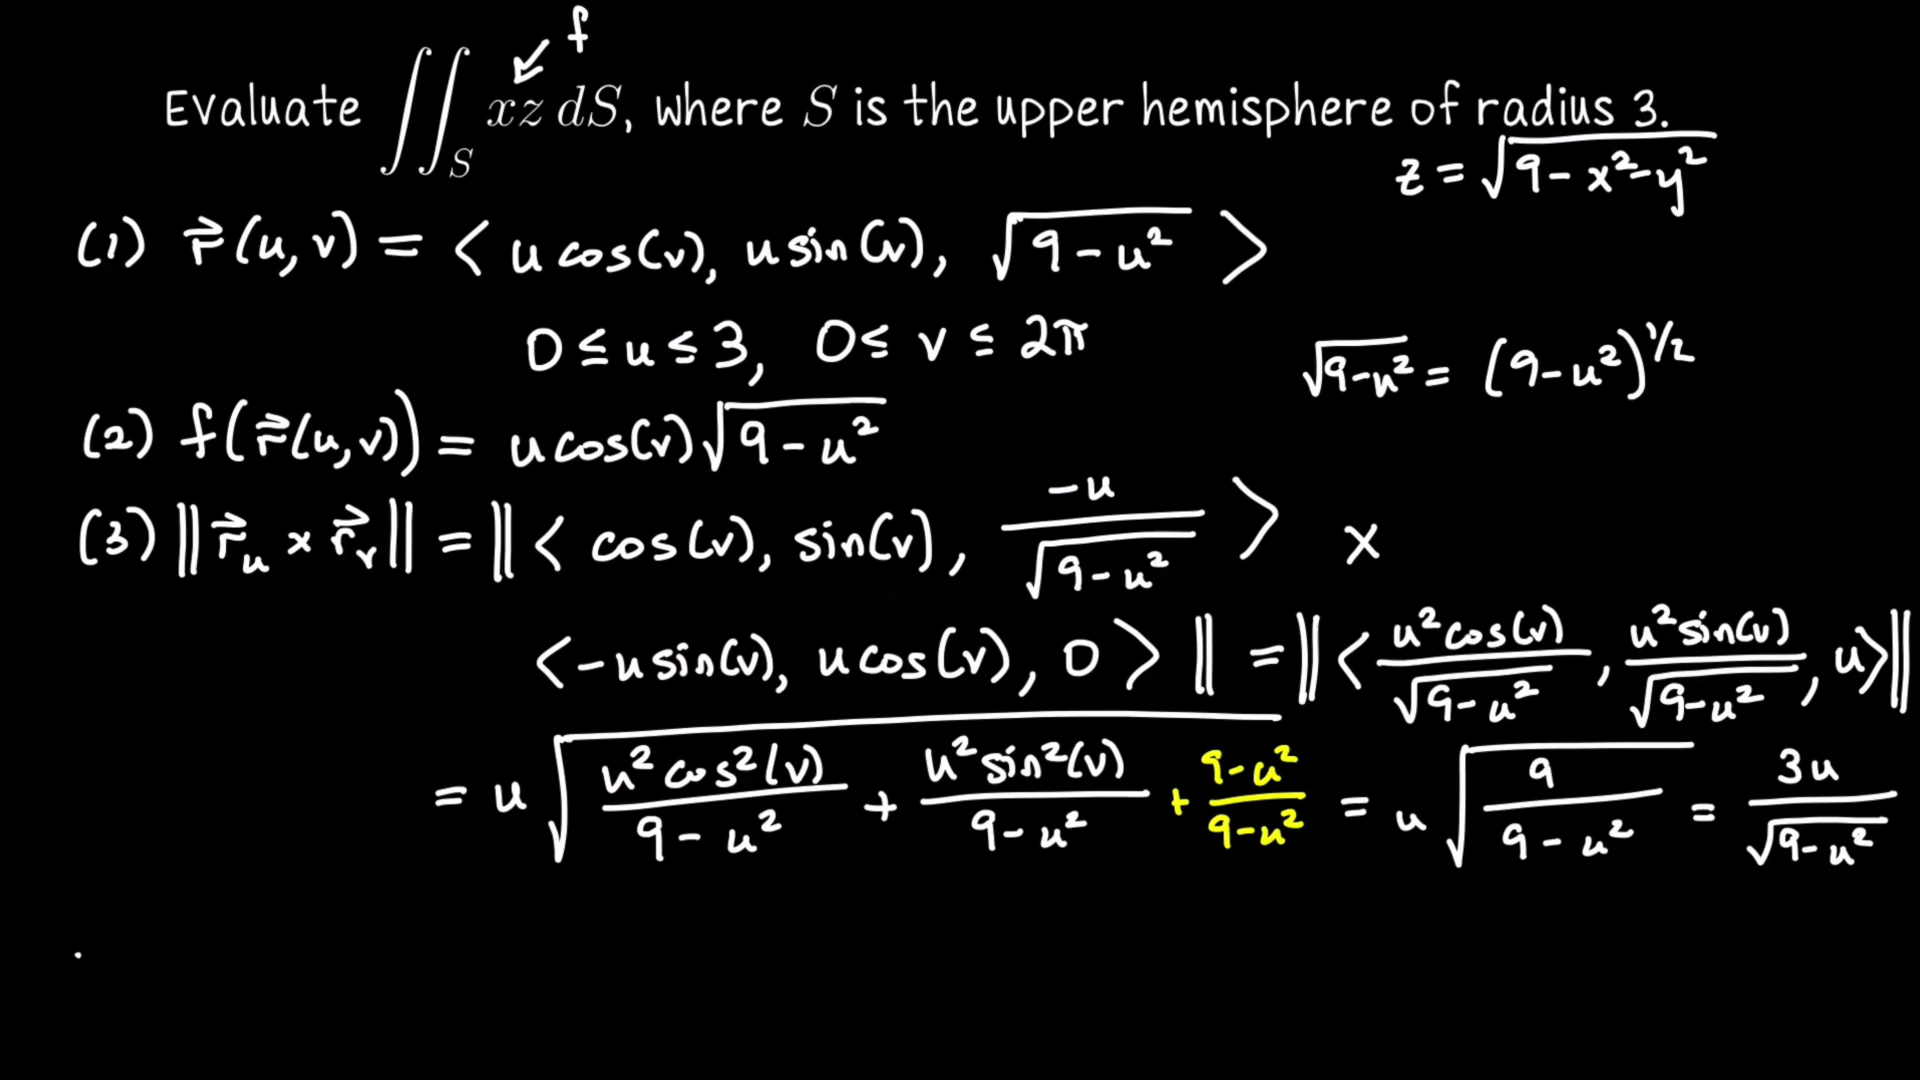 f
Evaluate ∬_S xz dS, where S is the upper hemisphere of radius 3.
z = √(9 - x² - y²)
(1) r⃗(u, v) = < u cos(v), u sin(v), √(9 - u²) >
0 ≤ u ≤ 3, 0 ≤ v ≤ 2π
√(9-u²) = (9-u²)^(1/2)
(2) f(r⃗(u,v)) = u cos(v) √(9 - u²)
(3) ||r⃗_u × r⃗_v|| = || < cos(v), sin(v), -u/√(9-u²) > ×
<-u sin(v), u cos(v), 0> || = || < u² cos(v)/√(9-u²), u² sin(v)/√(9-u²), u> ||
= u √(u² cos²(v)/(9-u²) + u² sin²(v)/(9-u²) + (9-u²)/(9-u²)) = u √(9/(9-u²)) = 3u/√(9-u²)